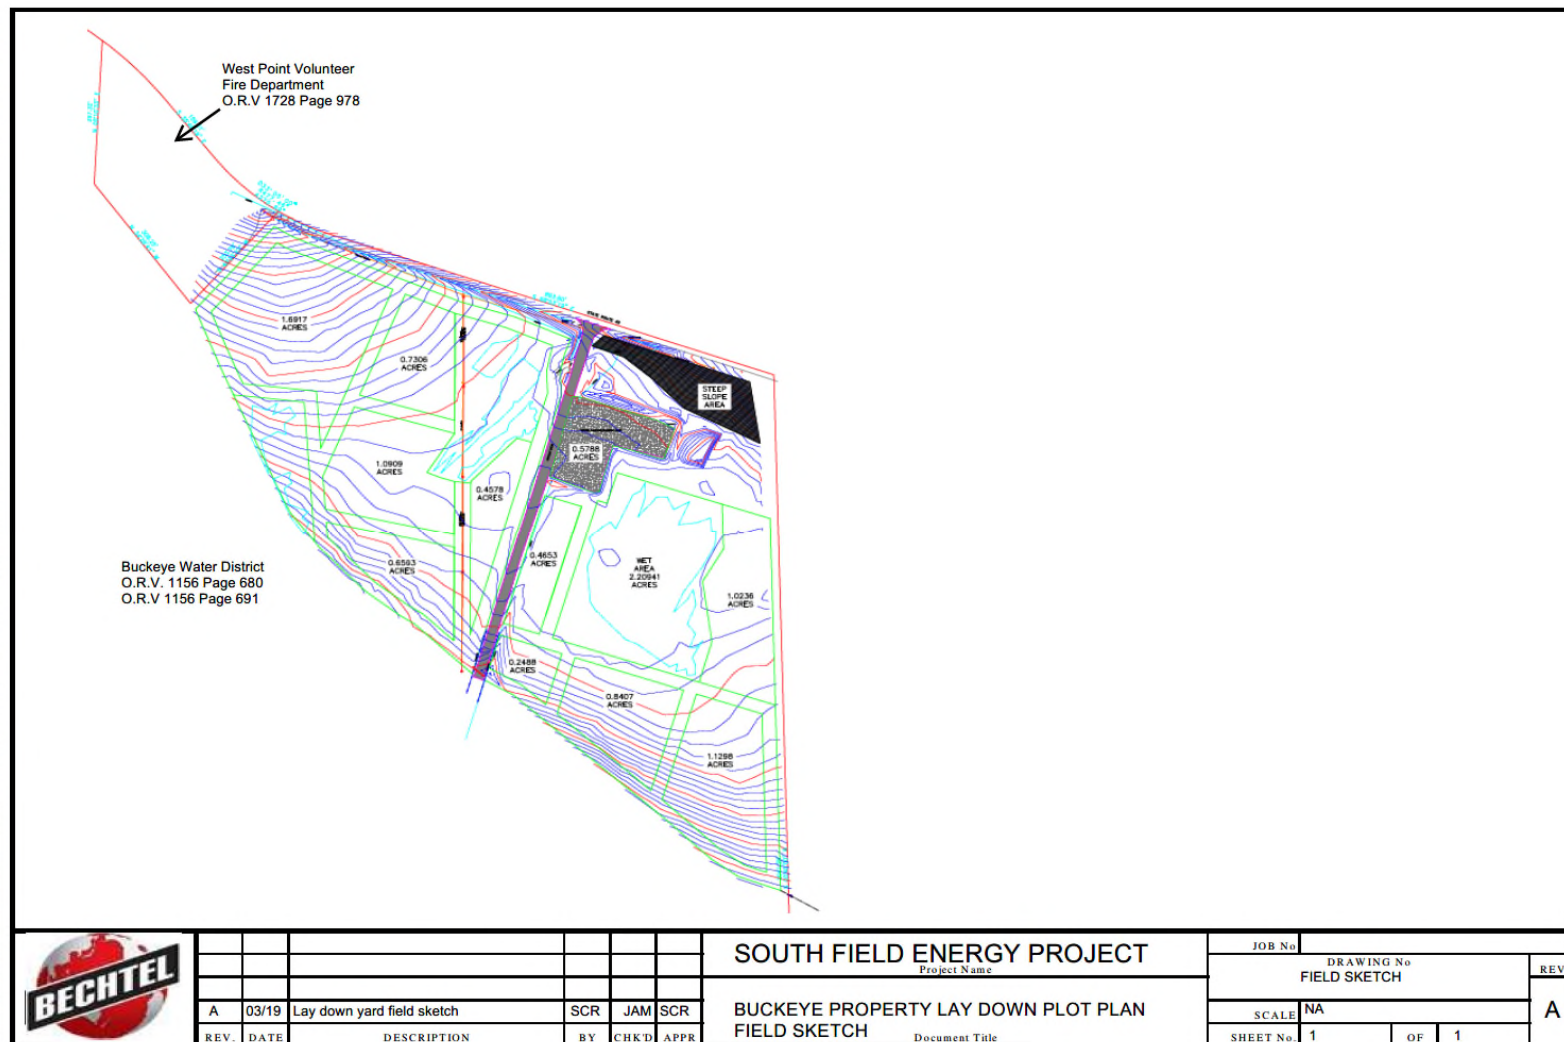 West Point Volunteer
Fire Department
O.R.V 1728 Page 978
1.6917
ACRES
0.7306
ACRES
STEEP
SLOPE
AREA
0.5788
ACRES
1.0909
ACRES
0.4578
ACRES
0.4653
ACRES
WET
AREA
2.20941
ACRES
0.6593
ACRES
1.0236
ACRES
Buckeye Water District
O.R.V. 1156 Page 680
O.R.V 1156 Page 691
0.2488
ACRES
0.8407
ACRES
1.1298
ACRES
BECHTEL
A 03/19 Lay down yard field sketch SCR JAM SCR
REV. DATE DESCRIPTION BY CHK'D APPR
SOUTH FIELD ENERGY PROJECT
Project Name
BUCKEYE PROPERTY LAY DOWN PLOT PLAN
FIELD SKETCH
Document Title
JOB No
DRAWING No
FIELD SKETCH
REV
A
SCALE NA
SHEET No. 1 OF 1